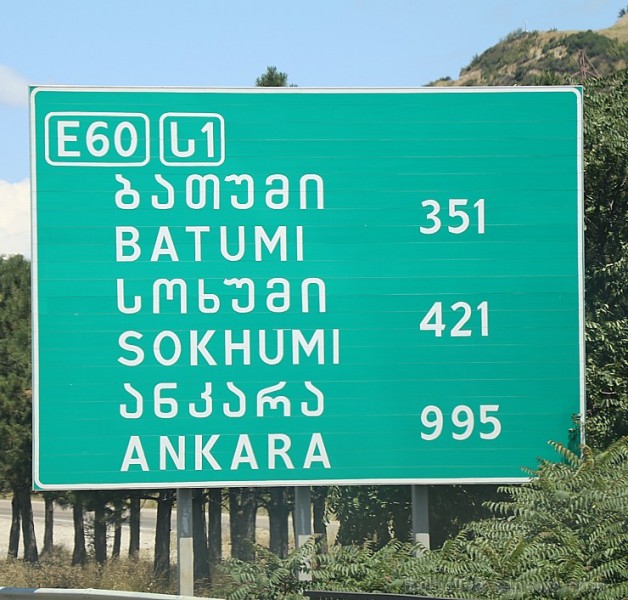 E60 ს1
ბათუმი
BATUMI
351
სოხუმი
SOKHUMI
421
ანკარა
ANKARA
995